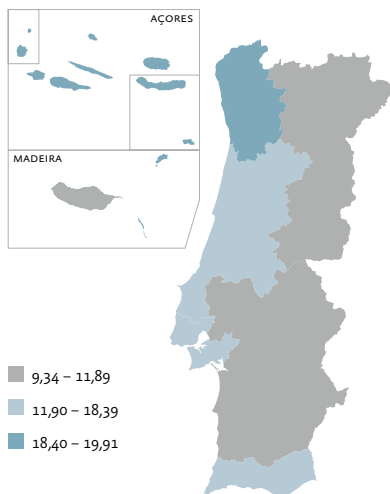 AÇORES
MADEIRA
9,34 – 11,89
11,90 – 18,39
18,40 – 19,91